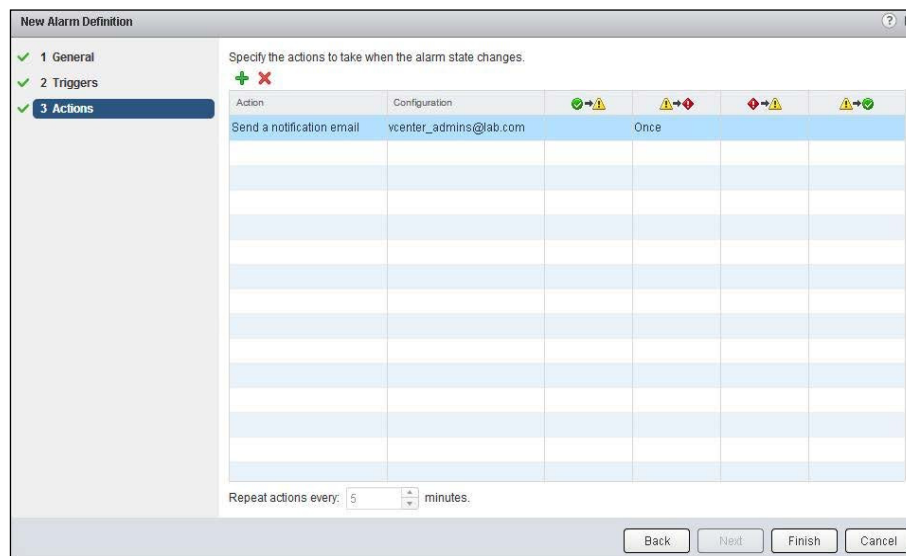 New Alarm Definition
?
1 General
2 Triggers
3 Actions
Specify the actions to take when the alarm state changes.
Action Configuration
Send a notification email vcenter_admins@lab.com Once
Repeat actions every: 5 minutes.
Back Next Finish Cancel